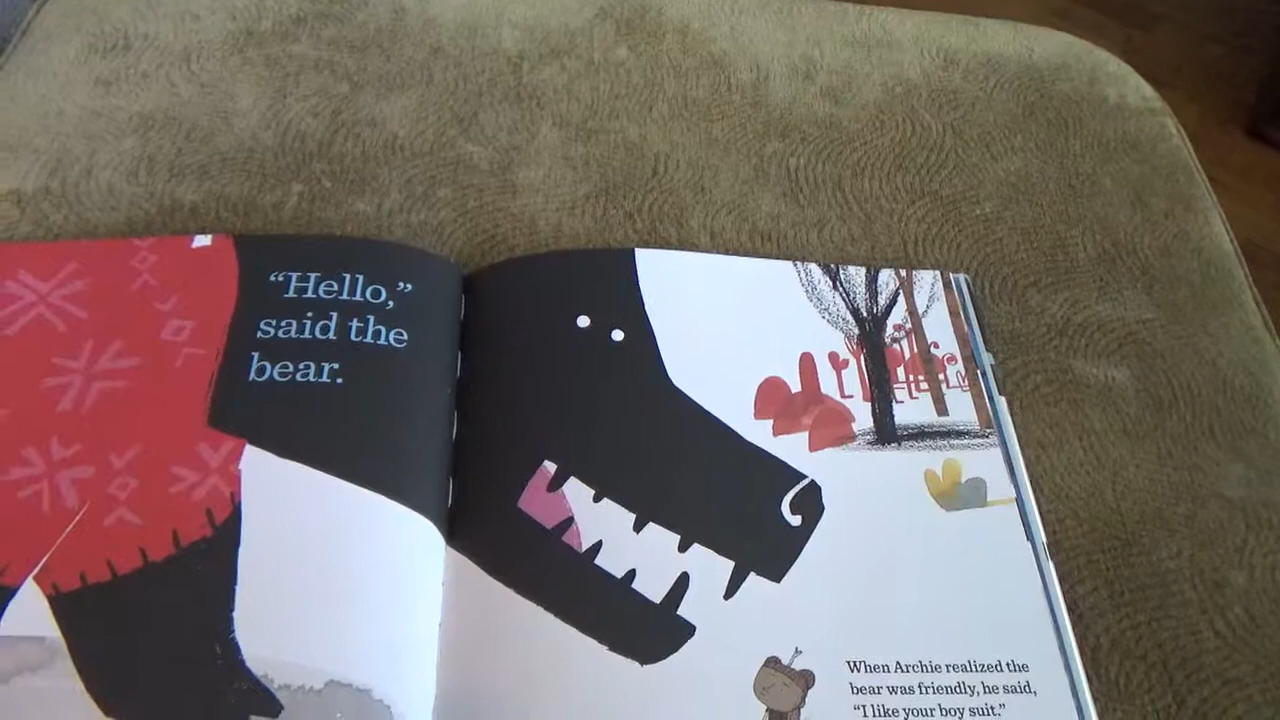 “Hello,”
said the
bear.
When Archie realized the
bear was friendly, he said,
“I like your boy suit.”